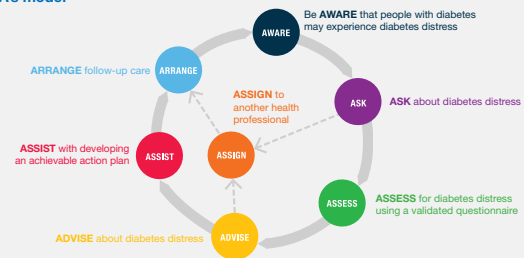 model
Be AWARE that people with diabetes
may experience diabetes distress
AWARE
ARRANGE follow-up care
ARRANGE
ASSIGN to
another health
professional
ASK
ASK about diabetes distress
ASSIST with developing
an achievable action plan
ASSIST
ASSIGN
ASSESS
ASSESS for diabetes distress
using a validated questionnaire
ADVISE about diabetes distress
ADVISE